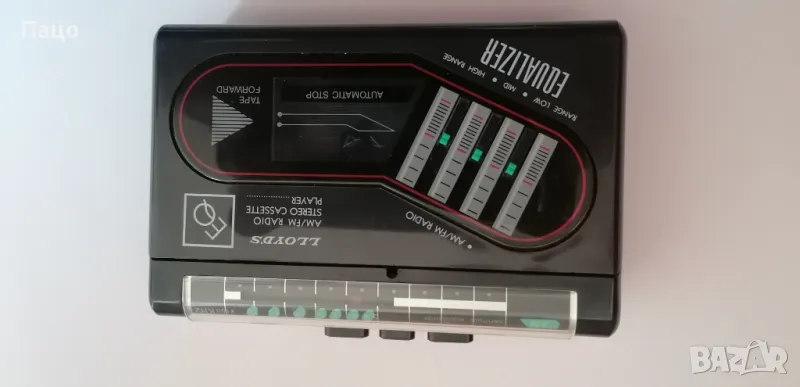 Пацо
LLOYD'S
AM/FM RADIO
STEREO CASSETTE
PLAYER
• AM/FM RADIO
TAPE
FORWARD
AUTOMATIC STOP
RANGE LOW • MID • HIGH RANGE
EQUALIZER
BAZAR